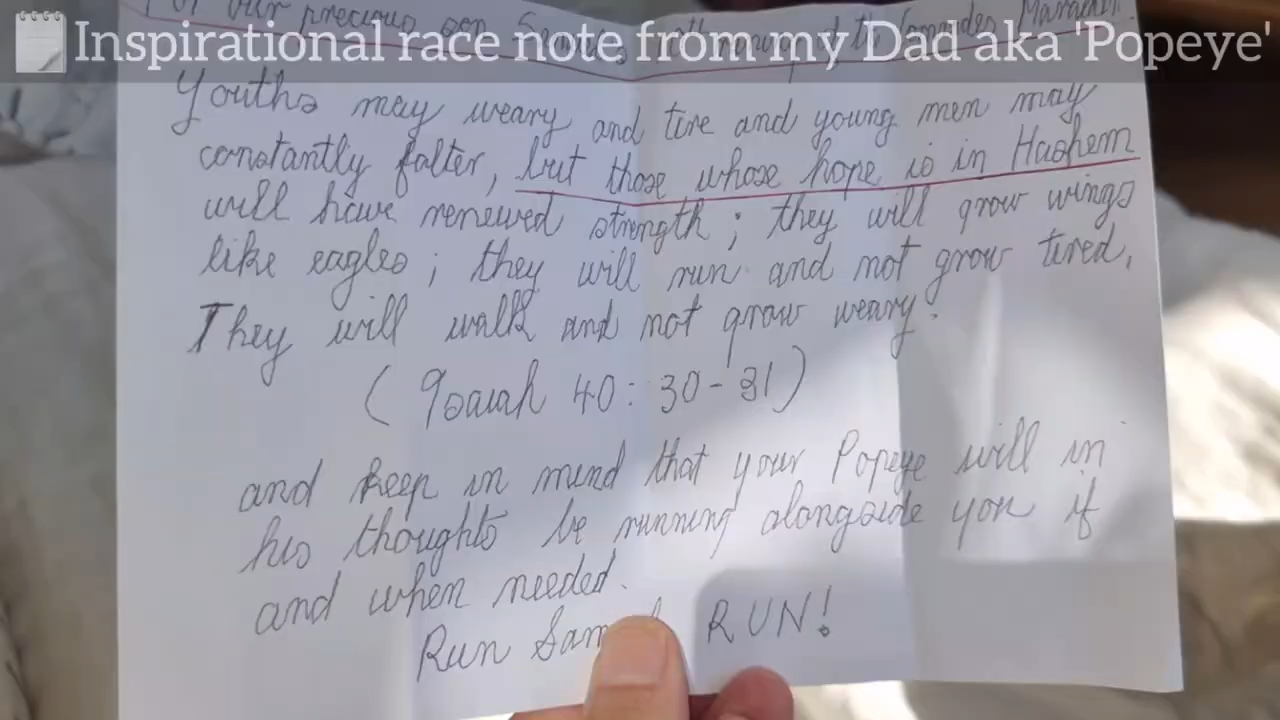 Inspirational race note from my Dad aka 'Popeye'
our precious son
Youths may weary and tire and young men may
constantly falter, but those whose hope is in Hashem
will have renewed strength; they will grow wings
like eagles; they will run and not grow tired,
They will walk and not grow weary!
(Isaiah 40:30-31)
and keep in mind that your Popeye will in
his thoughts be running alongside you if
and when needed.
Run RUN!